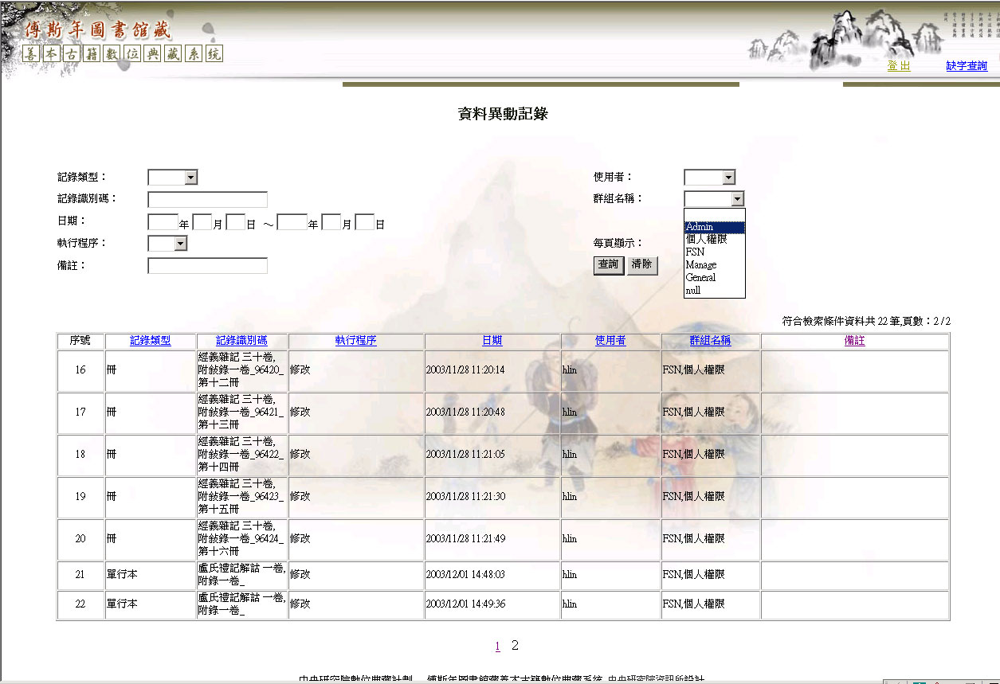 傅斯年圖書館藏
善本古籍數位典藏系統
登出 缺字查詢
資料異動記錄
記錄類型： 使用者：
記錄識別碼： 群組名稱：
日期： 年 月 日 ～ 年 月 日
Admin
個人權限
執行程序： 每頁顯示：
FSN
備註： 查詢 清除
Manage
General
null
符合檢索條件資料共 22 筆,頁數：2 / 2
序號 記錄類型 記錄識別碼 執行程序 日期 使用者 群組名稱 備註
16 冊 經義雜記 三十卷,
附敍錄一卷_96420_
第十二冊 修改 2003/11/28 11:20:14 hlin FSN,個人權限
17 冊 經義雜記 三十卷,
附敍錄一卷_96421_
第十三冊 修改 2003/11/28 11:20:48 hlin FSN,個人權限
18 冊 經義雜記 三十卷,
附敍錄一卷_96422_
第十四冊 修改 2003/11/28 11:21:05 hlin FSN,個人權限
19 冊 經義雜記 三十卷,
附敍錄一卷_96423_
第十五冊 修改 2003/11/28 11:21:30 hlin FSN,個人權限
20 冊 經義雜記 三十卷,
附敍錄一卷_96424_
第十六冊 修改 2003/11/28 11:21:49 hlin FSN,個人權限
21 單行本 盧氏禮記解詁 一卷,
附錄一卷_ 修改 2003/12/01 14:48:03 hlin FSN,個人權限
22 單行本 盧氏禮記解詁 一卷,
附錄一卷_ 修改 2003/12/01 14:49:36 hlin FSN,個人權限
1 2
中央研究院數位典藏計劃 傅斯年圖書館藏善本古籍數位典藏系統 中央研究院資訊所設計